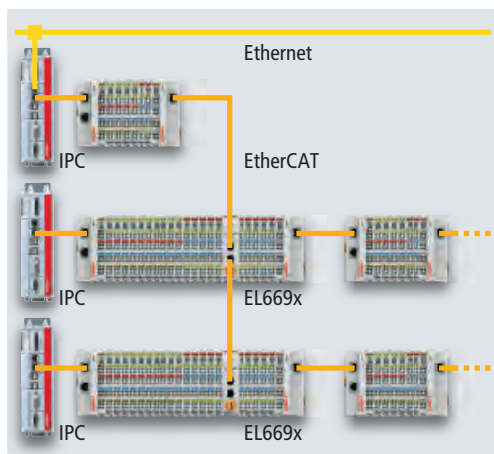 Ethernet
IPC
EtherCAT
IPC
EL669x
IPC
EL669x